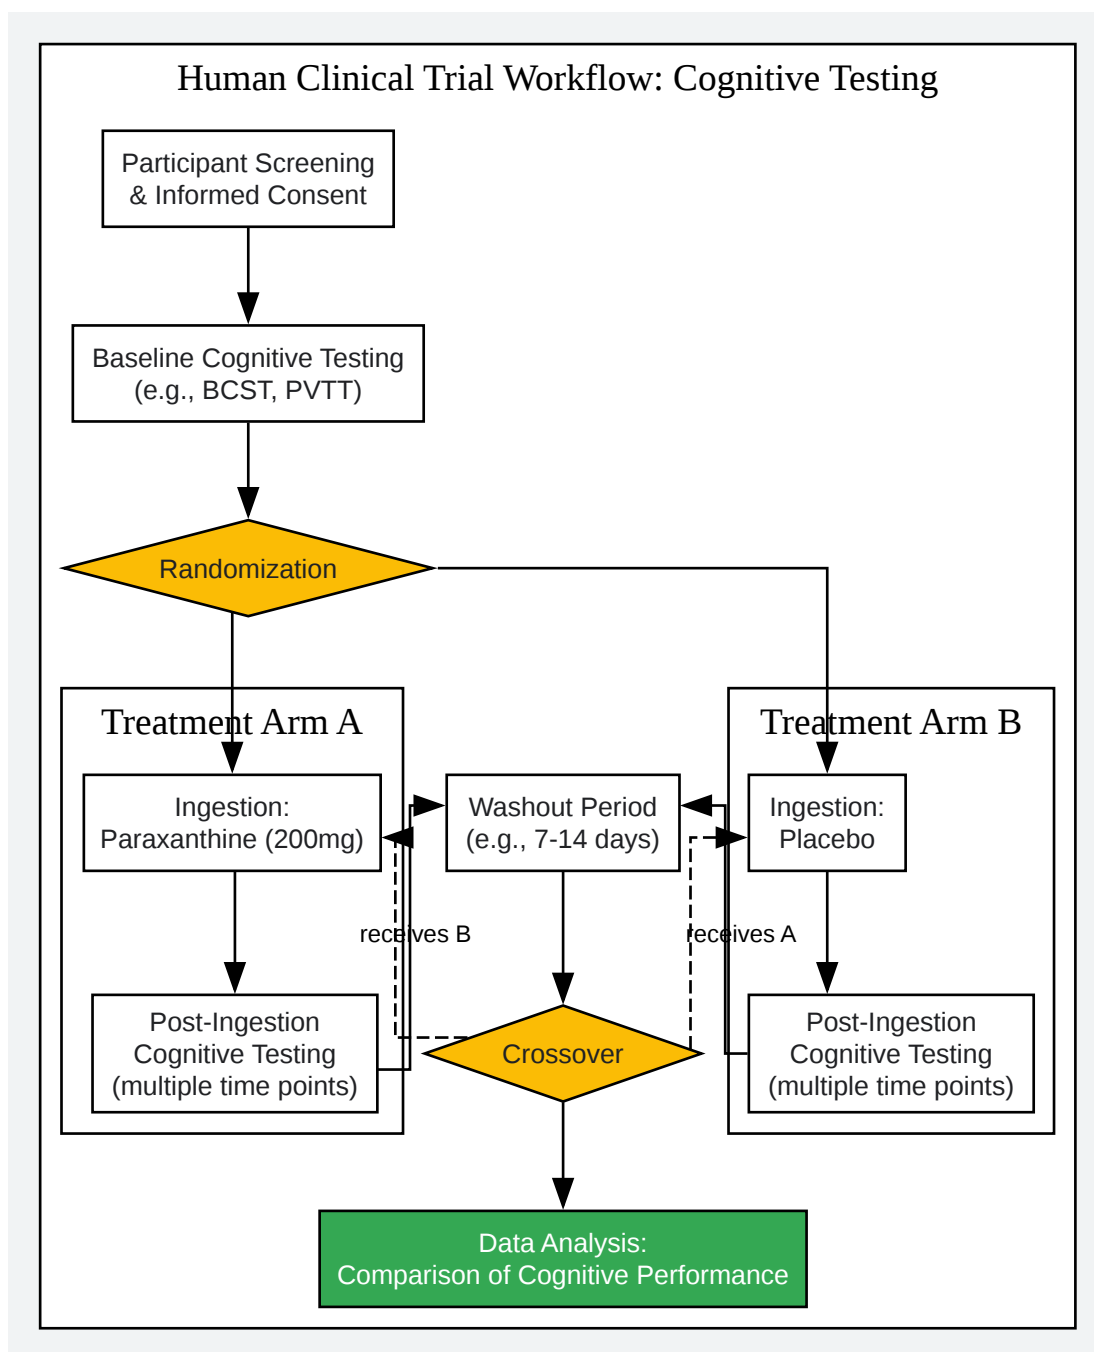 Human Clinical Trial Workflow: Cognitive Testing
Participant Screening
& Informed Consent
Baseline Cognitive Testing
(e.g., BCST, PVTT)
Randomization
Treatment Arm A
Treatment Arm B
Ingestion:
Paraxanthine (200mg)
Washout Period
(e.g., 7-14 days)
Ingestion:
Placebo
receives B
receives A
Post-Ingestion
Cognitive Testing
(multiple time points)
Crossover
Post-Ingestion
Cognitive Testing
(multiple time points)
Data Analysis:
Comparison of Cognitive Performance